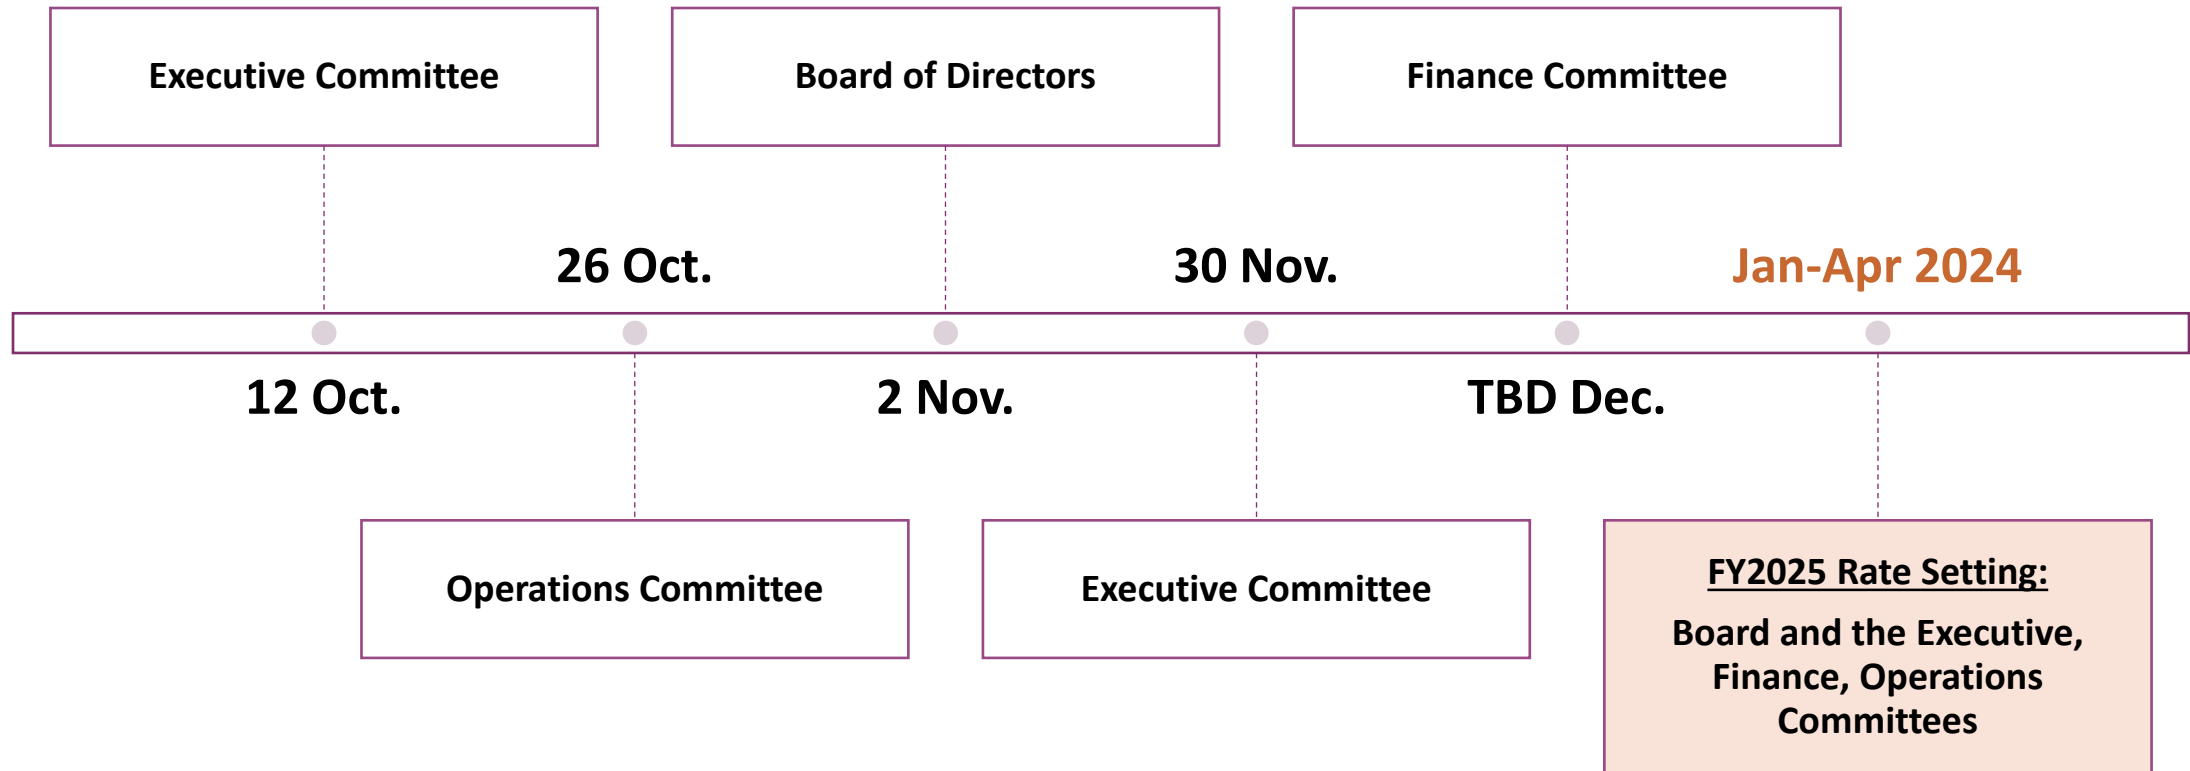 Executive Committee
Board of Directors
Finance Committee
26 Oct.
30 Nov.
Jan-Apr 2024
12 Oct.
2 Nov.
TBD Dec.
Operations Committee
Executive Committee
FY2025 Rate Setting:
Board and the Executive,
Finance, Operations
Committees